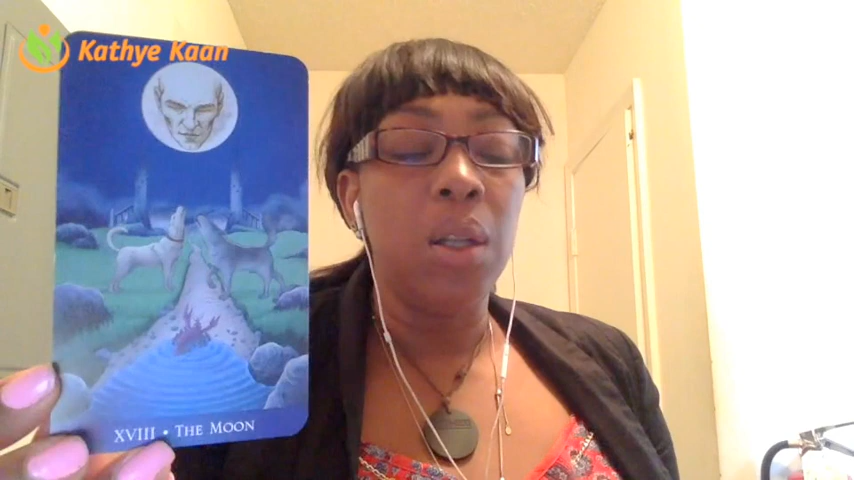 Kathye Kaan
XVIII • THE MOON